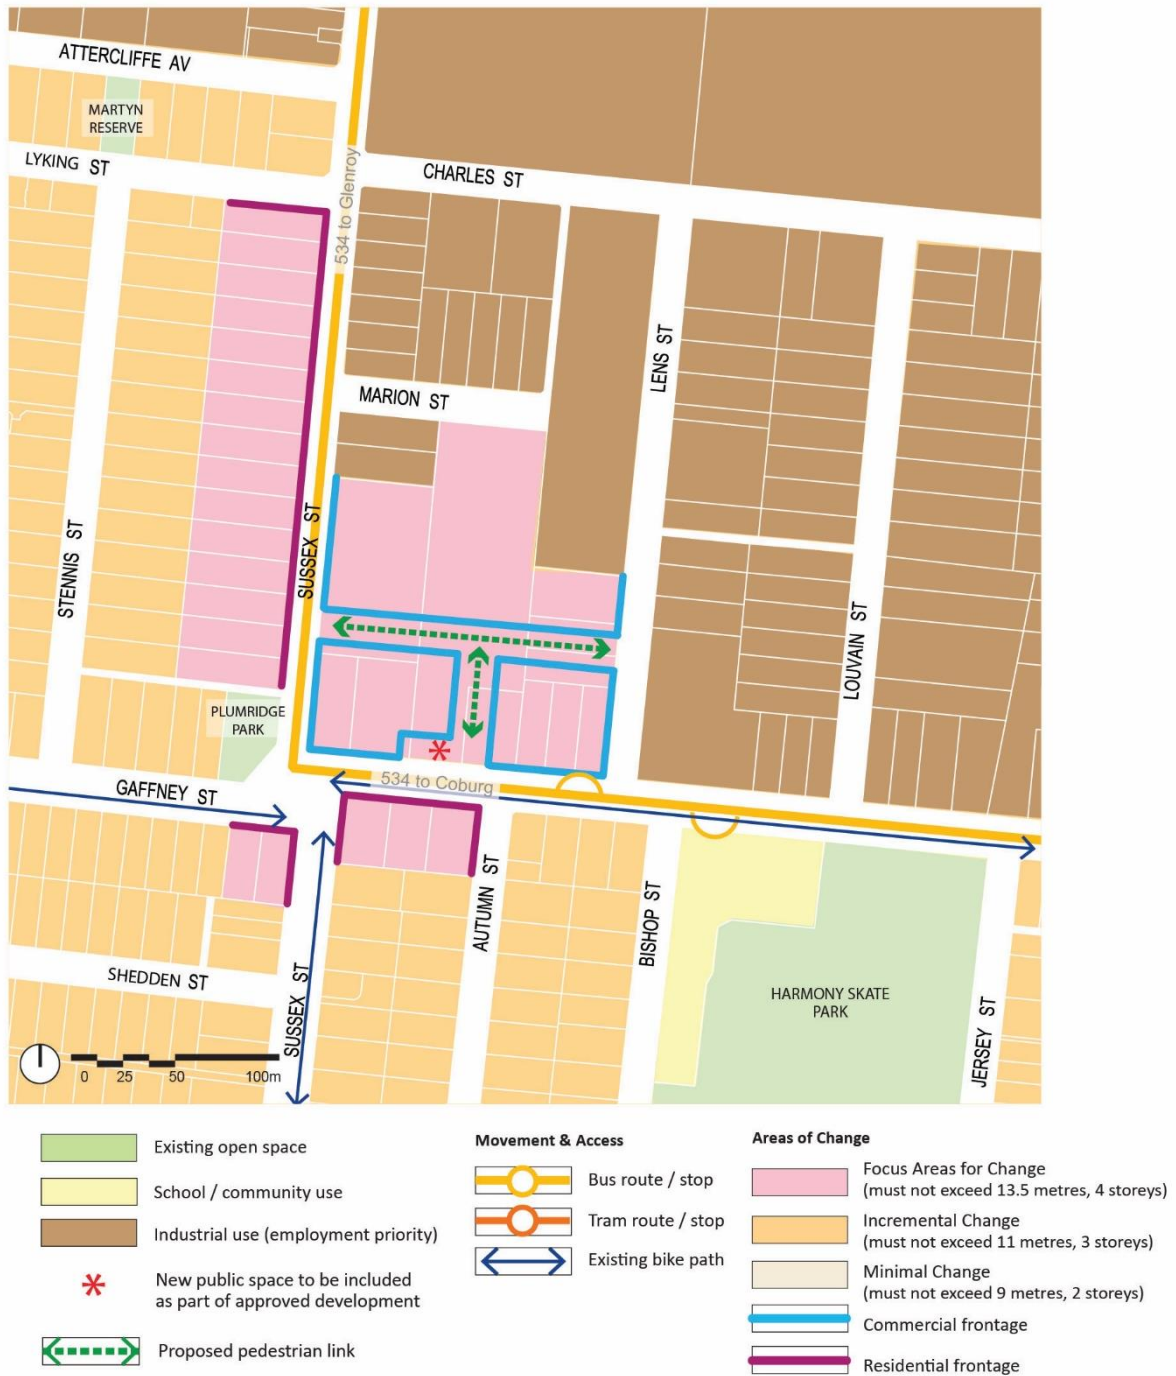 ATTERCLIFFE AV
MARTYN
RESERVE
LYKING ST
CHARLES ST
534 to Glenroy
LENS ST
MARION ST
SUSSEX ST
STENNIS ST
LOUVAIN ST
PLUMRIDGE
PARK
534 to Coburg
GAFFNEY ST
AUTUMN ST
BISHOP ST
SHEDDEN ST
SUSSEX ST
HARMONY SKATE
PARK
JERSEY ST
0 25 50 100m
Existing open space
School / community use
Industrial use (employment priority)
New public space to be included
as part of approved development
Proposed pedestrian link
Movement & Access
Bus route / stop
Tram route / stop
Existing bike path
Areas of Change
Focus Areas for Change
(must not exceed 13.5 metres, 4 storeys)
Incremental Change
(must not exceed 11 metres, 3 storeys)
Minimal Change
(must not exceed 9 metres, 2 storeys)
Commercial frontage
Residential frontage